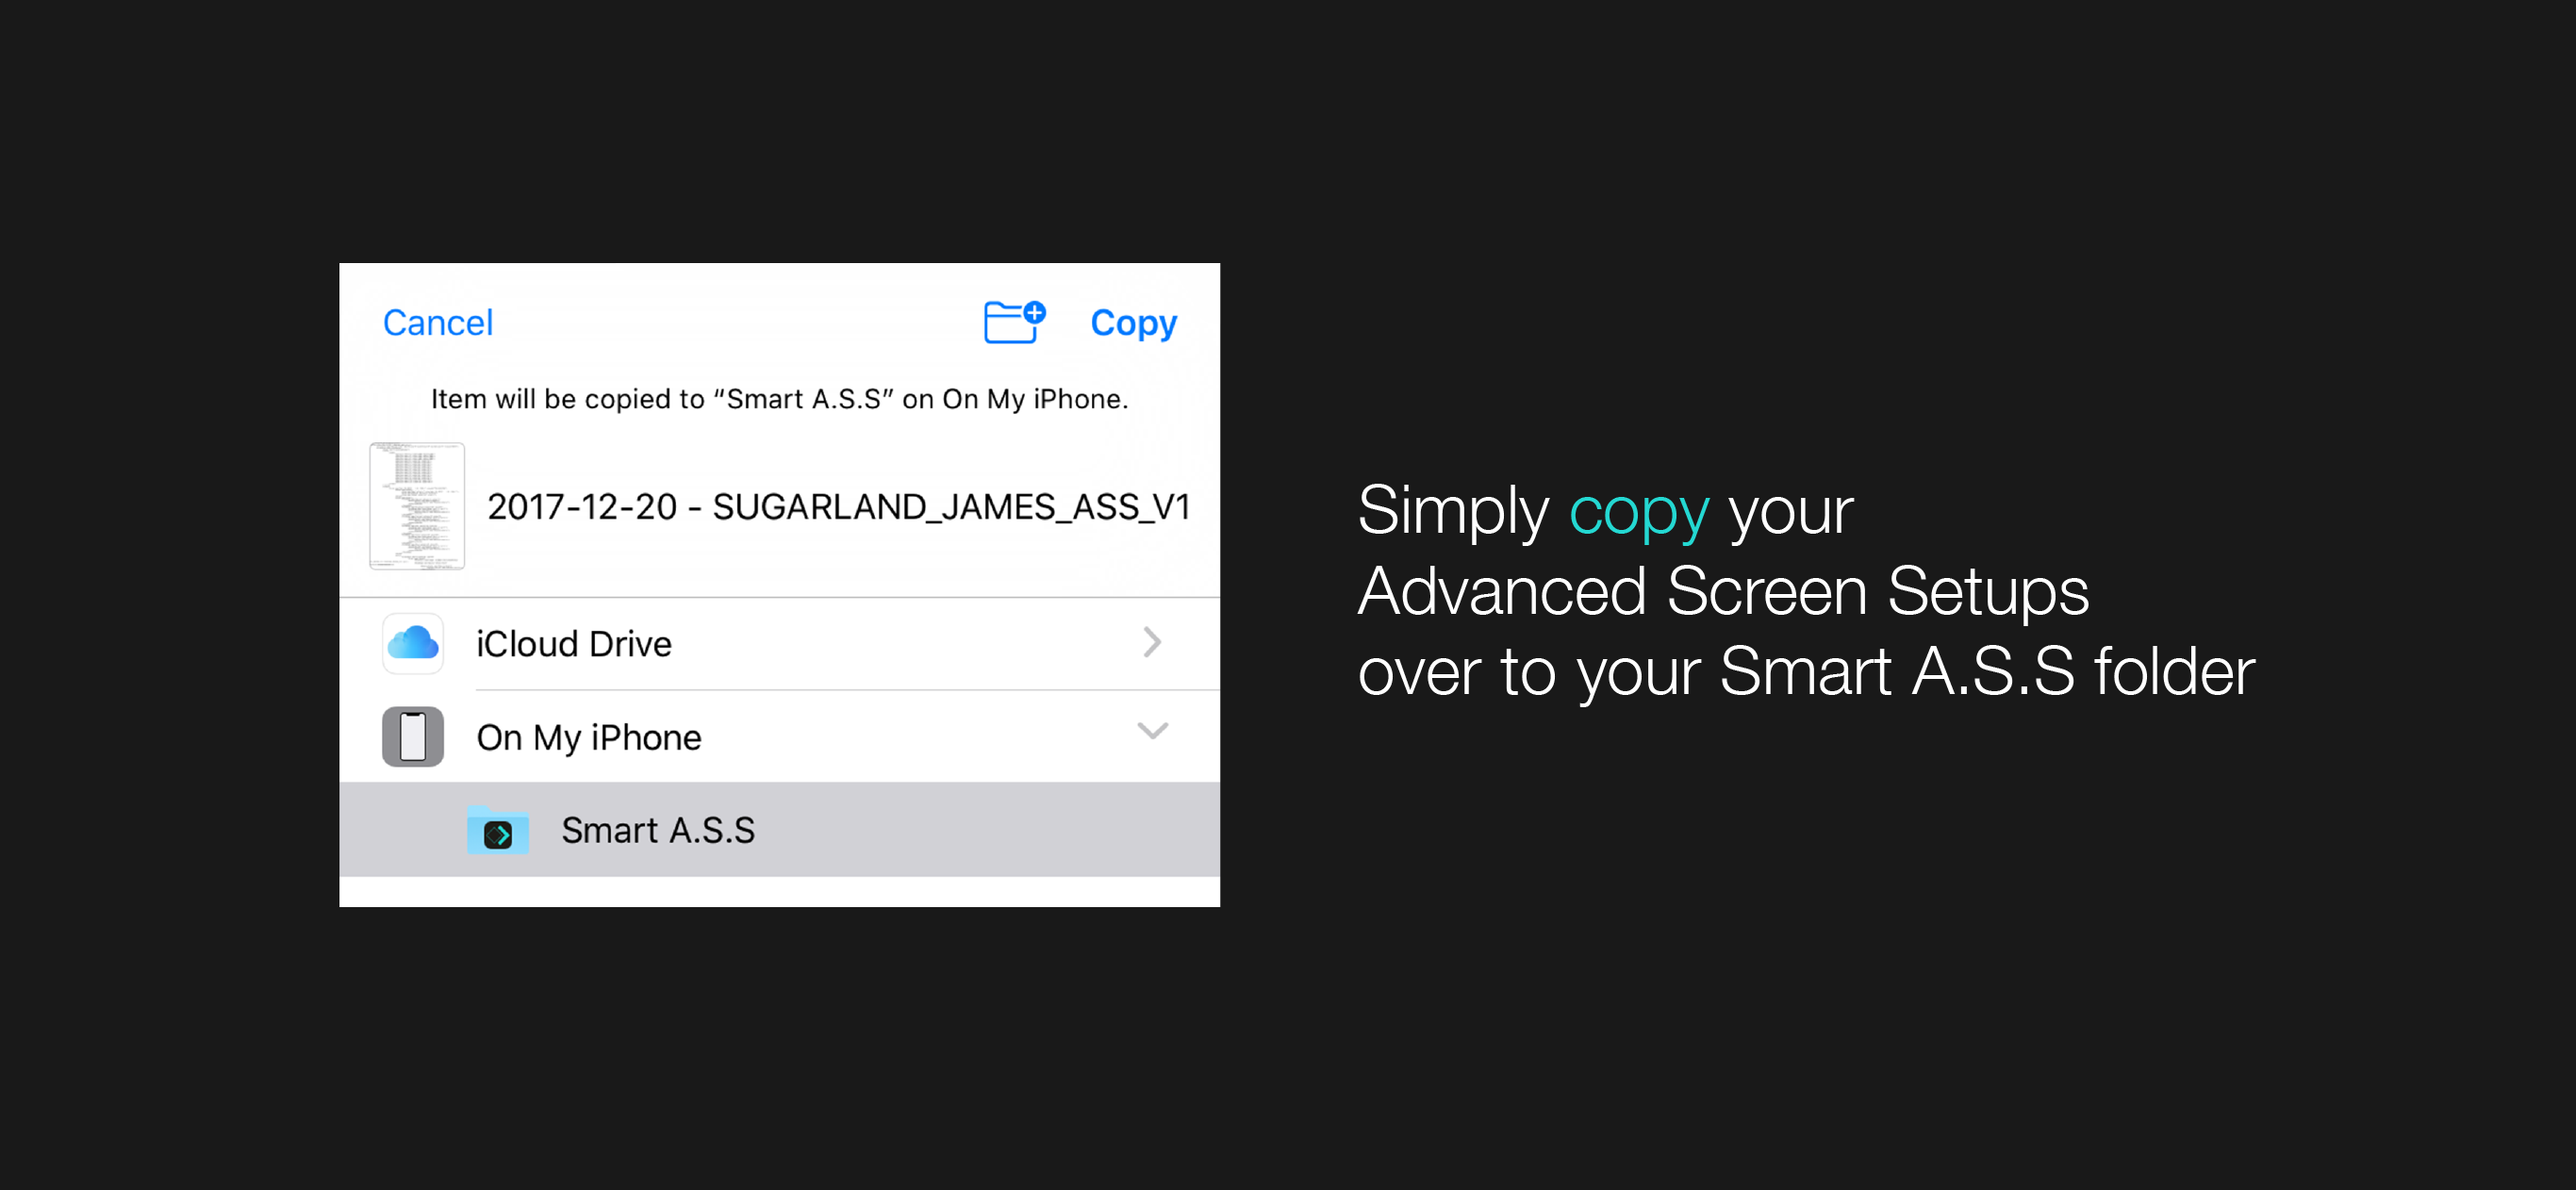 Cancel
Copy
Item will be copied to “Smart A.S.S” on On My iPhone.
2017-12-20 - SUGARLAND_JAMES_ASS_V1
iCloud Drive
On My iPhone
Smart A.S.S
Simply copy your
Advanced Screen Setups
over to your Smart A.S.S folder